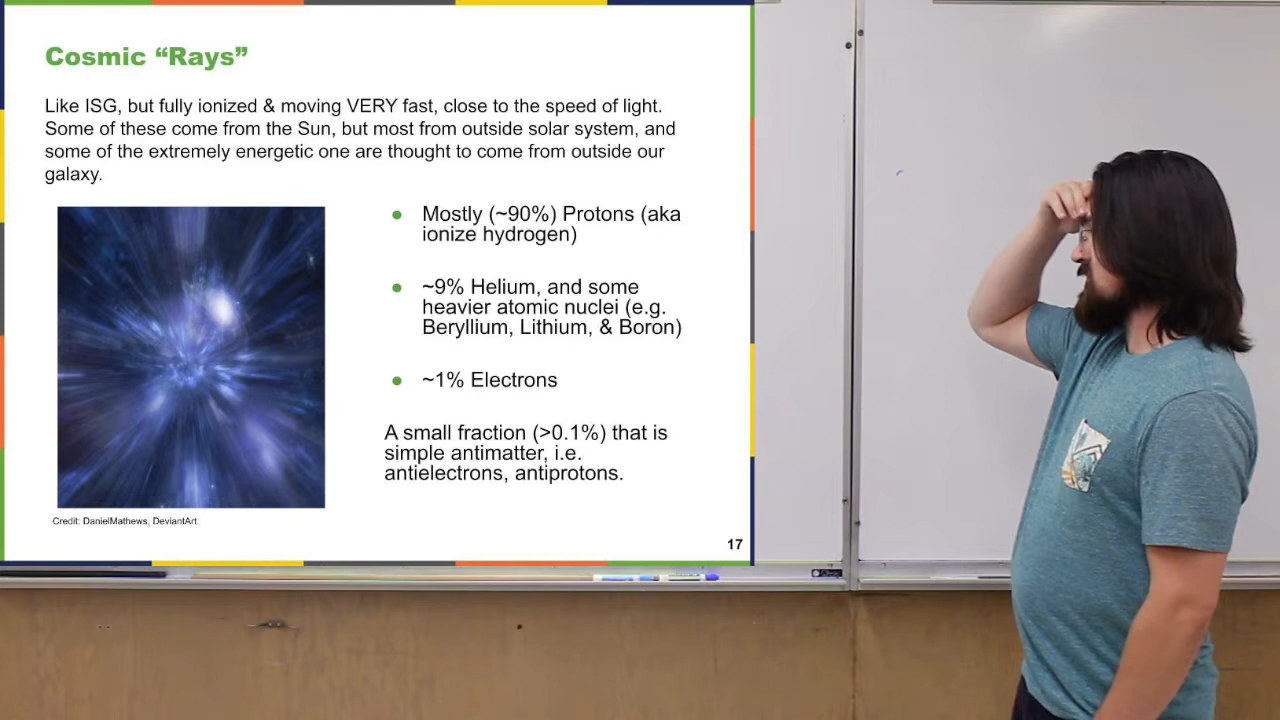 Cosmic “Rays”
Like ISG, but fully ionized & moving VERY fast, close to the speed of light.
Some of these come from the Sun, but most from outside solar system, and
some of the extremely energetic one are thought to come from outside our
galaxy.
● Mostly (~90%) Protons (aka
ionize hydrogen)
● ~9% Helium, and some
heavier atomic nuclei (e.g.
Beryllium, Lithium, & Boron)
● ~1% Electrons
A small fraction (>0.1%) that is
simple antimatter, i.e.
antielectrons, antiprotons.
Credit: DanielMathews, DeviantArt
17